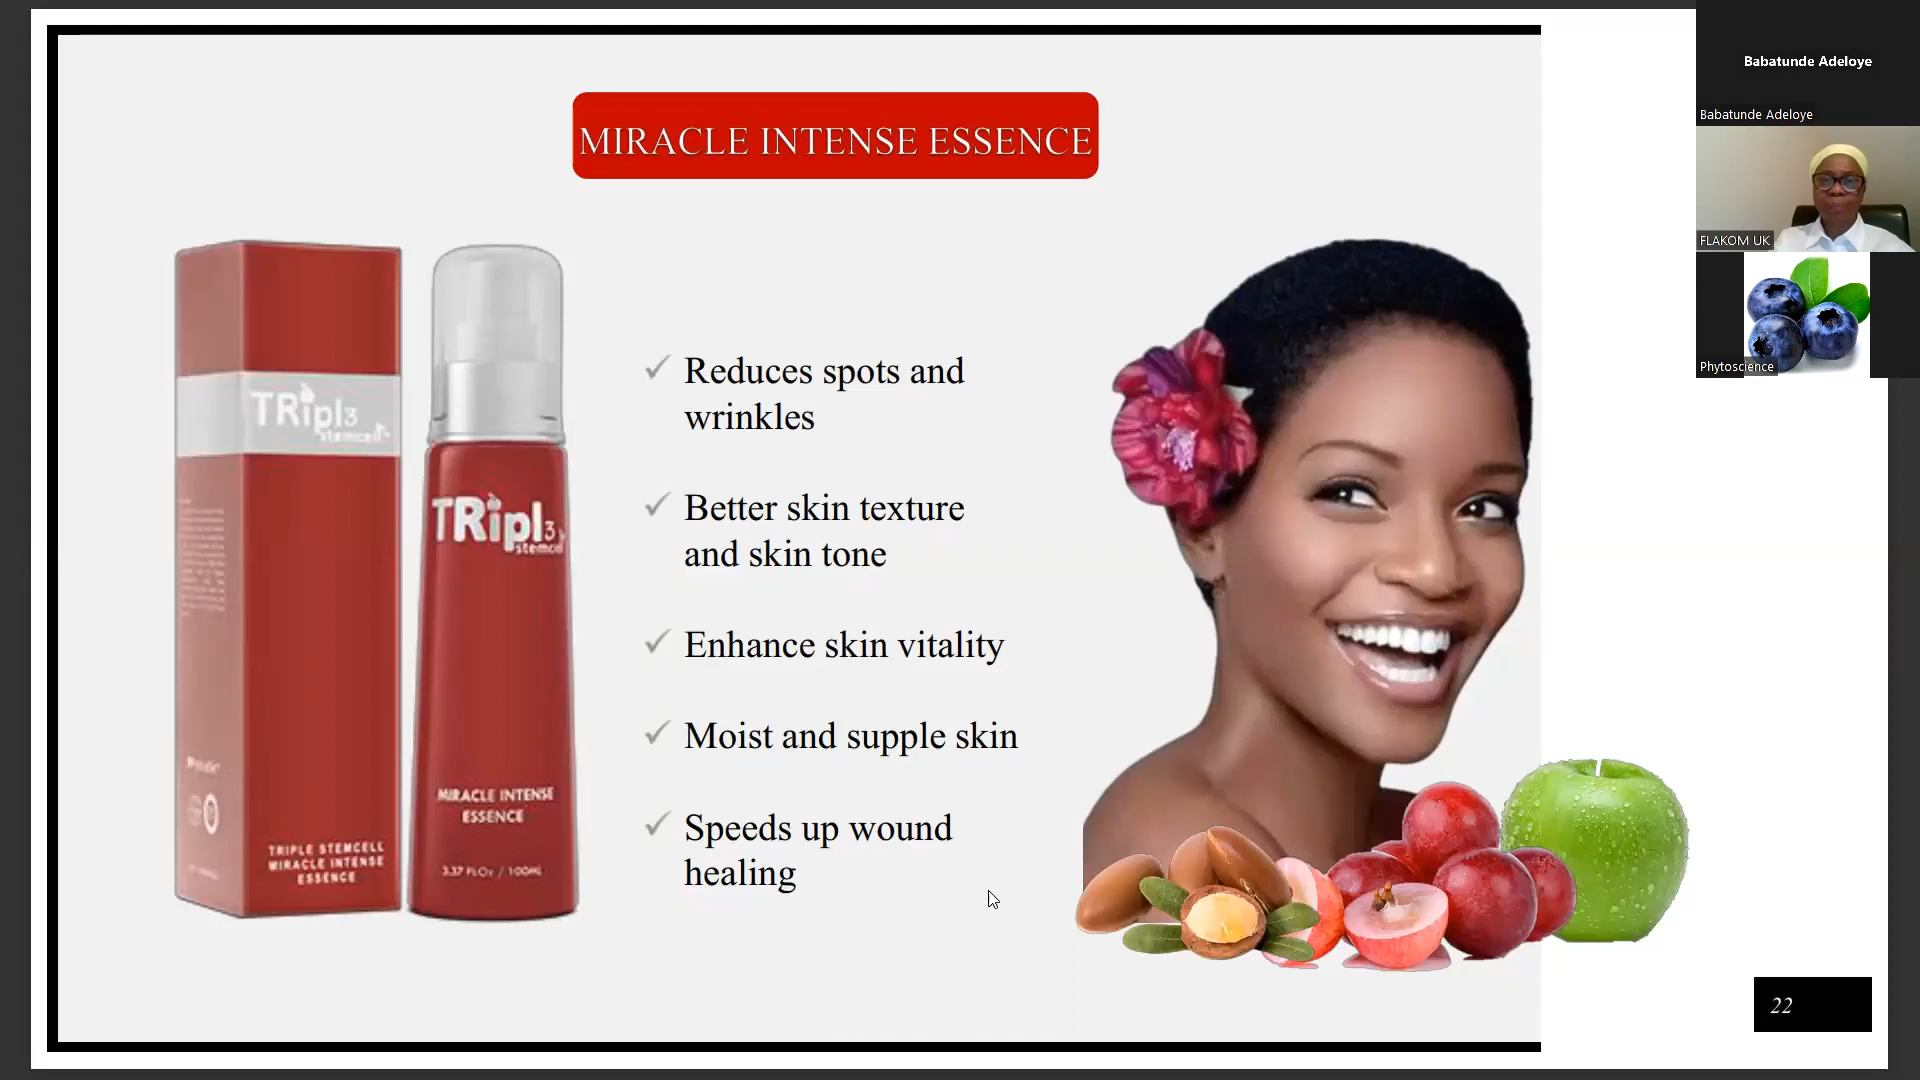 MIRACLE INTENSE ESSENCE
TRipl3
stemcell
TRipl3
stemcell
MIRACLE INTENSE
ESSENCE
3.37 FLOz / 100ML
TRIPLE STEMCELL
MIRACLE INTENSE
ESSENCE
Reduces spots and
wrinkles
Better skin texture
and skin tone
Enhance skin vitality
Moist and supple skin
Speeds up wound
healing
22
Babatunde Adeloye
Babatunde Adeloye
FLAKOM UK
Phytoscience